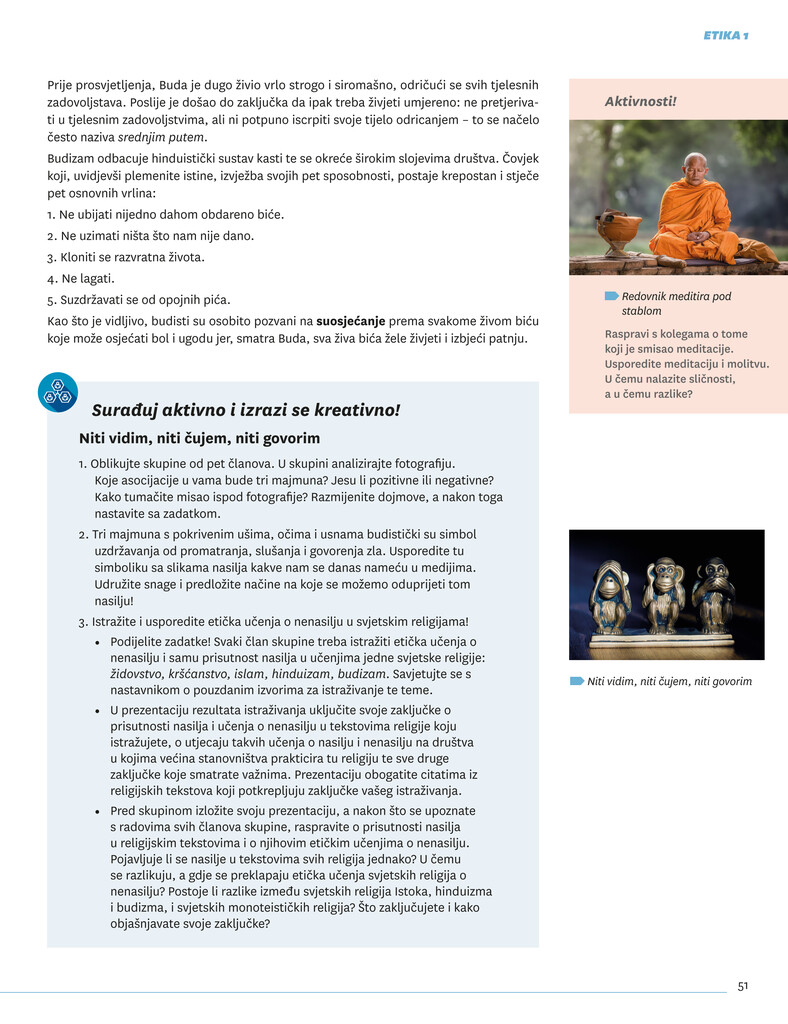 ETIKA 1
Prije prosvjetljenja, Buda je dugo živio vrlo strogo i siromašno, odričući se svih tjelesnih
zadovoljstava. Poslije je došao do zaključka da ipak treba živjeti umjereno: ne pretjeriva-
ti u tjelesnim zadovoljstvima, ali ni potpuno iscrpiti svoje tijelo odricanjem – to se načelo
često naziva srednjim putem.
Budizam odbacuje hinduistički sustav kasti te se okreće širokim slojevima društva. Čovjek
koji, uvidjevši plemenite istine, izvježba svojih pet sposobnosti, postaje krepostan i stječe
pet osnovnih vrlina:
1. Ne ubijati nijedno dahom obdareno biće.
2. Ne uzimati ništa što nam nije dano.
3. Kloniti se razvratna života.
4. Ne lagati.
5. Suzdržavati se od opojnih pića.
Kao što je vidljivo, budisti su osobito pozvani na suosjećanje prema svakome živom biću
koje može osjećati bol i ugodu jer, smatra Buda, sva živa bića žele živjeti i izbjeći patnju.
Aktivnosti!
Redovnik meditira pod
stablom
Raspravi s kolegama o tome
koji je smisao meditacije.
Usporedite meditaciju i molitvu.
U čemu nalazite sličnosti,
a u čemu razlike?
Surađuj aktivno i izrazi se kreativno!
Niti vidim, niti čujem, niti govorim
1. Oblikujte skupine od pet članova. U skupini analizirajte fotografiju.
Koje asocijacije u vama bude tri majmuna? Jesu li pozitivne ili negativne?
Kako tumačite misao ispod fotografije? Razmijenite dojmove, a nakon toga
nastavite sa zadatkom.
2. Tri majmuna s pokrivenim ušima, očima i usnama budistički su simbol
uzdržavanja od promatranja, slušanja i govorenja zla. Usporedite tu
simboliku sa slikama nasilja kakve nam se danas nameću u medijima.
Udružite snage i predložite načine na koje se možemo oduprijeti tom
nasilju!
3. Istražite i usporedite etička učenja o nenasilju u svjetskim religijama!
• Podijelite zadatke! Svaki član skupine treba istražiti etička učenja o
nenasilju i samu prisutnost nasilja u učenjima jedne svjetske religije:
židovstvo, kršćanstvo, islam, hinduizam, budizam. Savjetujte se s
nastavnikom o pouzdanim izvorima za istraživanje te teme.
• U prezentaciju rezultata istraživanja uključite svoje zaključke o
prisutnosti nasilja i učenja o nenasilju u tekstovima religije koju
istražujete, o utjecaju takvih učenja o nasilju i nenasilju na društva
u kojima većina stanovništva prakticira tu religiju te sve druge
zaključke koje smatrate važnima. Prezentaciju obogatite citatima iz
religijskih tekstova koji potkrepljuju zaključke vašeg istraživanja.
• Pred skupinom izložite svoju prezentaciju, a nakon što se upoznate
s radovima svih članova skupine, raspravite o prisutnosti nasilja
u religijskim tekstovima i o njihovim etičkim učenjima o nenasilju.
Pojavljuje li se nasilje u tekstovima svih religija jednako? U čemu
se razlikuju, a gdje se preklapaju etička učenja svjetskih religija o
nenasilju? Postoje li razlike između svjetskih religija Istoka, hinduizma
i budizma, i svjetskih monoteističkih religija? Što zaključujete i kako
objašnjavate svoje zaključke?
Niti vidim, niti čujem, niti govorim
51